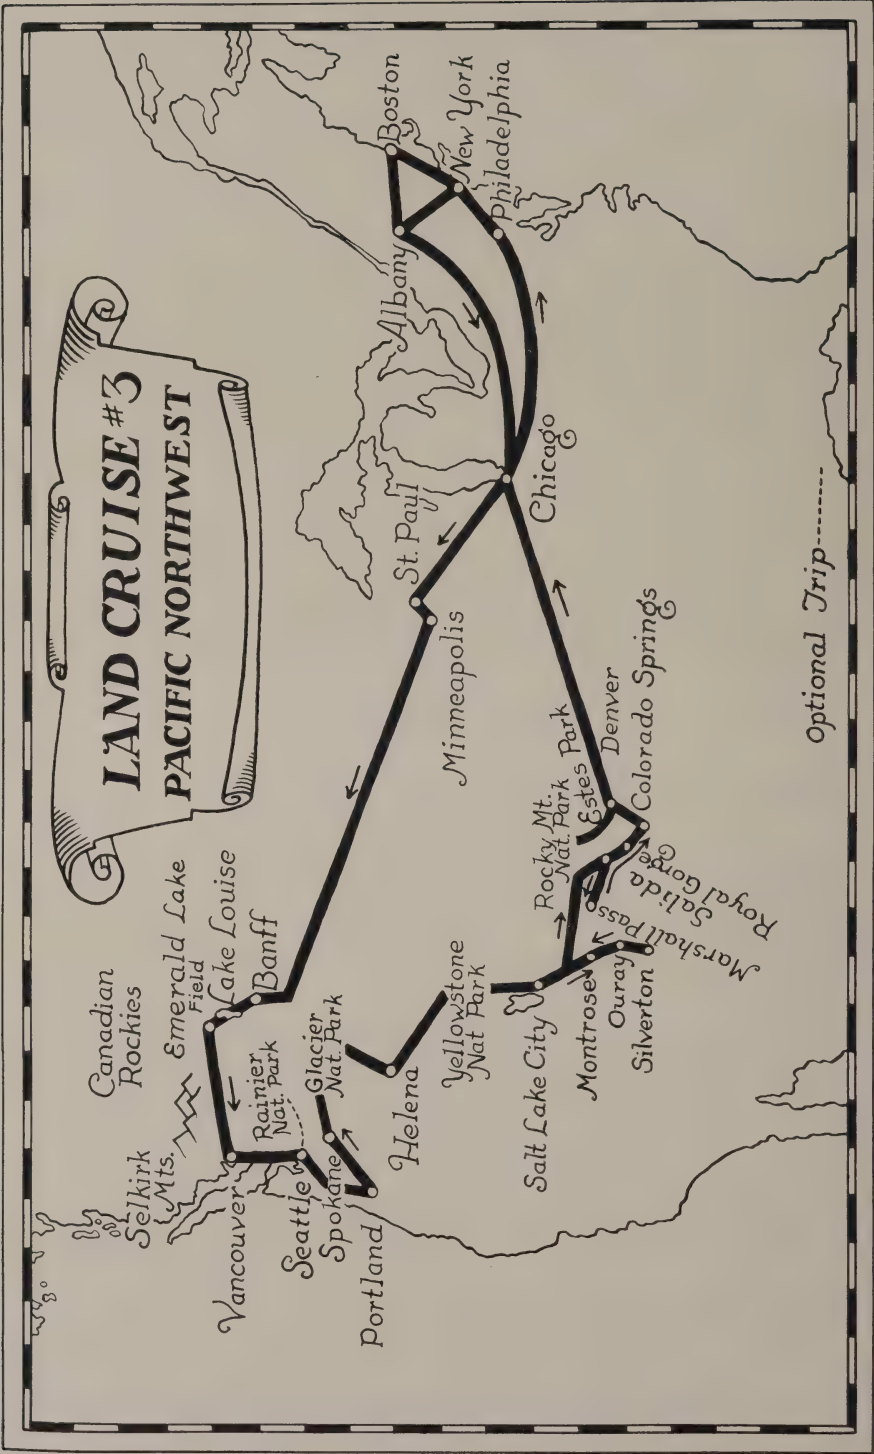 LAND CRUISE #3
PACIFIC NORTHWEST
Canadian
Rockies
Selkirk
Mts.
Emerald Lake
Field
Lake Louise
Banff
Vancouver
Rainier
Nat. Park
Seattle
Spokane
Portland
Glacier
Nat. Park
Helena
Yellowstone
Nat Park
Salt Lake City
Montrose
Ouray
Silverton
Marshall Pass
Salida
Royal Gorge
Rocky Mt.
Nat. Park
Estes Park
Denver
Colorado Springs
Minneapolis
St. Paul
Chicago
Albany
Boston
New York
Philadelphia
Optional Trip--------